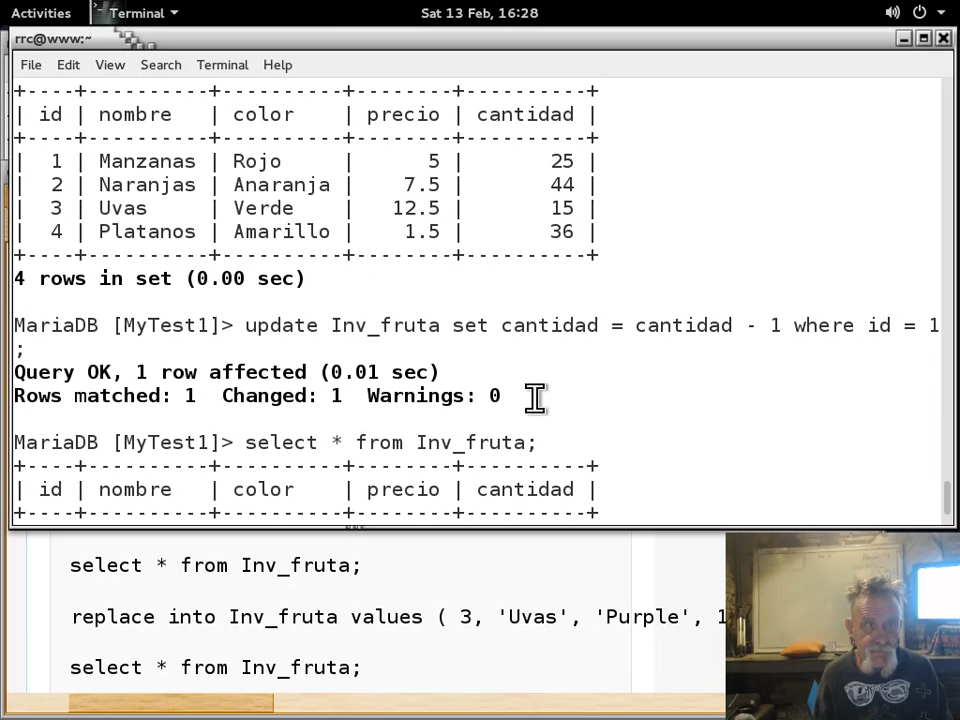 Activities Terminal Sat 13 Feb, 16:28
rrc@www:~
File Edit View Search Terminal Help
+----+----------+----------+--------+----------+
| id | nombre | color | precio | cantidad |
+----+----------+----------+--------+----------+
| 1 | Manzanas | Rojo | 5 | 25 |
| 2 | Naranjas | Anaranja | 7.5 | 44 |
| 3 | Uvas | Verde | 12.5 | 15 |
| 4 | Platanos | Amarillo | 1.5 | 36 |
+----+----------+----------+--------+----------+
4 rows in set (0.00 sec)
MariaDB [MyTest1]> update Inv_fruta set cantidad = cantidad - 1 where id = 1
;
Query OK, 1 row affected (0.01 sec)
Rows matched: 1 Changed: 1 Warnings: 0
MariaDB [MyTest1]> select * from Inv_fruta;
+----+----------+----------+--------+----------+
| id | nombre | color | precio | cantidad |
+----+----------+----------+--------+----------+
select * from Inv_fruta;
replace into Inv_fruta values ( 3, 'Uvas', 'Purple', 1
select * from Inv_fruta;